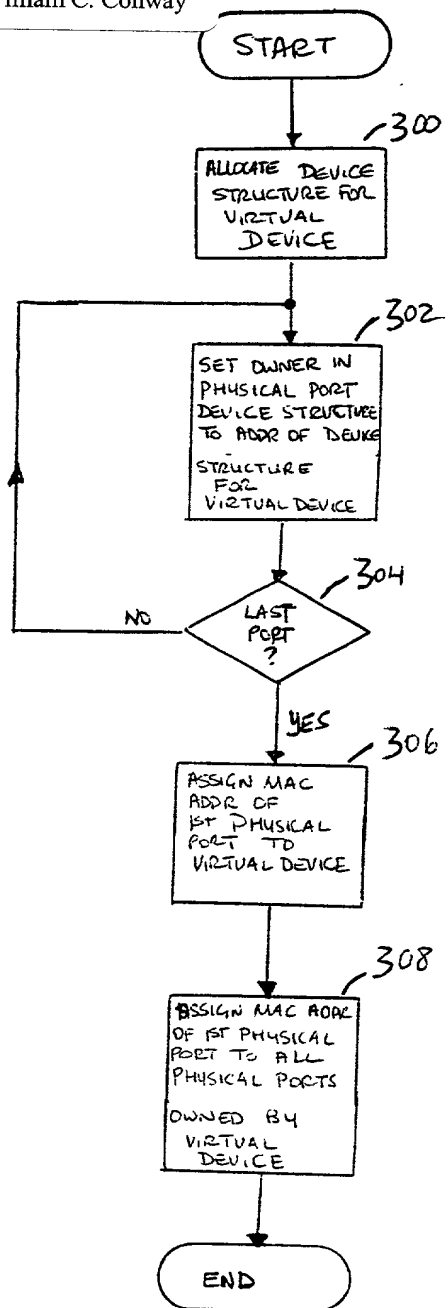 C. Conway
START
300
ALLOCATE DEVICE
STRUCTURE FOR
VIRTUAL
DEVICE
302
SET OWNER IN
PHYSICAL PORT
DEVICE STRUCTURE
TO ADDR OF DEVICE
STRUCTURE
FOR
VIRTUAL DEVICE
304
LAST
PORT
?
NO
YES
306
ASSIGN MAC
ADDR OF
1ST PHYSICAL
PORT TO
VIRTUAL DEVICE
308
ASSIGN MAC ADDR
OF 1ST PHYSICAL
PORT TO ALL
PHYSICAL PORTS
OWNED BY
VIRTUAL
DEVICE
END